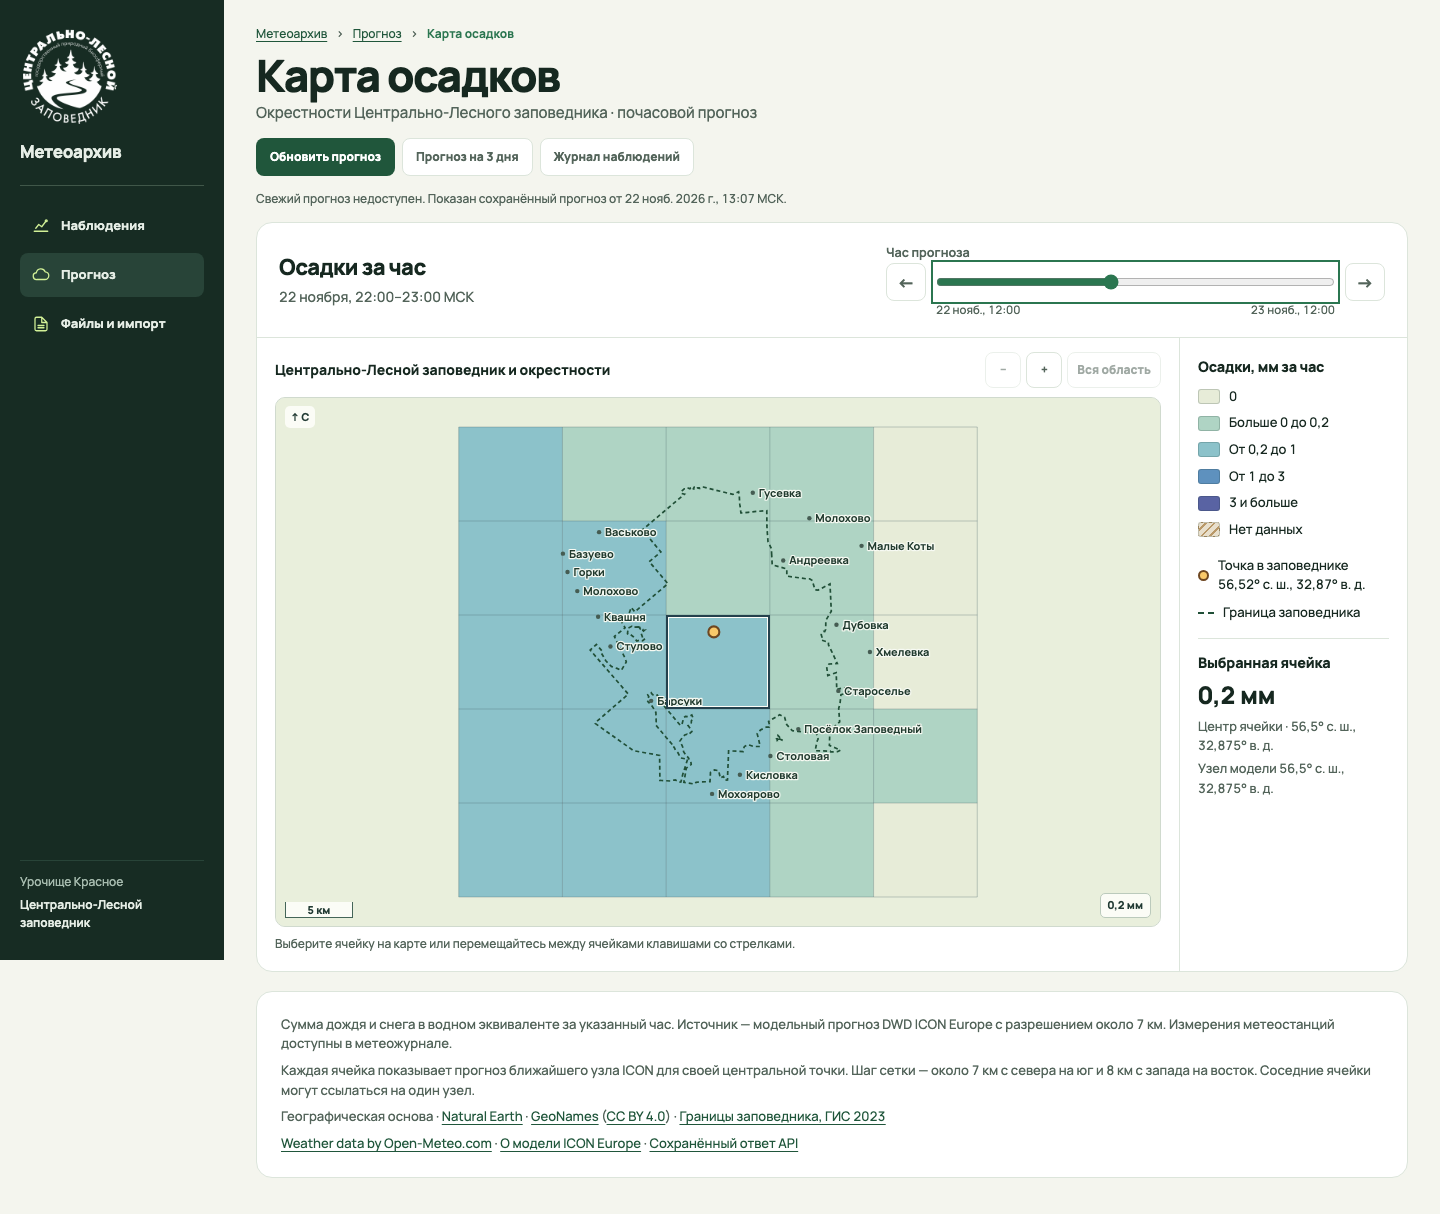 ЦЕНТРАЛЬНО-ЛЕСНОЙ
ЗАПОВЕДНИК
Метеоархив
Наблюдения
Прогноз
Файлы и импорт
Урочище Красное
Центрально-Лесной
заповедник
Метеоархив › Прогноз › Карта осадков
Карта осадков
Окрестности Центрально-Лесного заповедника · почасовой прогноз
Обновить прогноз
Прогноз на 3 дня
Журнал наблюдений
Свежий прогноз недоступен. Показан сохранённый прогноз от 22 нояб. 2026 г., 13:07 МСК.
Осадки за час
22 ноября, 22:00–23:00 МСК
Час прогноза
←
→
22 нояб., 12:00
23 нояб., 12:00
Центрально-Лесной заповедник и окрестности
−
+
Вся область
↑ С
Гусевка
Молохово
Васьково
Малые Коты
Базуево
Андреевка
Горки
Молохово
Квашня
Дубовка
Стулово
Хмелевка
Староселье
Барсуки
Посёлок Заповедный
Столовая
Кисловка
Мохоярово
5 км
0,2 мм
Выберите ячейку на карте или перемещайтесь между ячейками клавишами со стрелками.
Осадки, мм за час
0
Больше 0 до 0,2
От 0,2 до 1
От 1 до 3
3 и больше
Нет данных
Точка в заповеднике
56,52° с. ш., 32,87° в. д.
Граница заповедника
Выбранная ячейка
0,2 мм
Центр ячейки · 56,5° с. ш.,
32,875° в. д.
Узел модели 56,5° с. ш.,
32,875° в. д.
Сумма дождя и снега в водном эквиваленте за указанный час. Источник — модельный прогноз DWD ICON Europe с разрешением около 7 км. Измерения метеостанций
доступны в метеожурнале.
Каждая ячейка показывает прогноз ближайшего узла ICON для своей центральной точки. Шаг сетки — около 7 км с севера на юг и 8 км с запада на восток. Соседние ячейки
могут ссылаться на один узел.
Географическая основа · Natural Earth · GeoNames (CC BY 4.0) · Границы заповедника, ГИС 2023
Weather data by Open-Meteo.com · О модели ICON Europe · Сохранённый ответ API